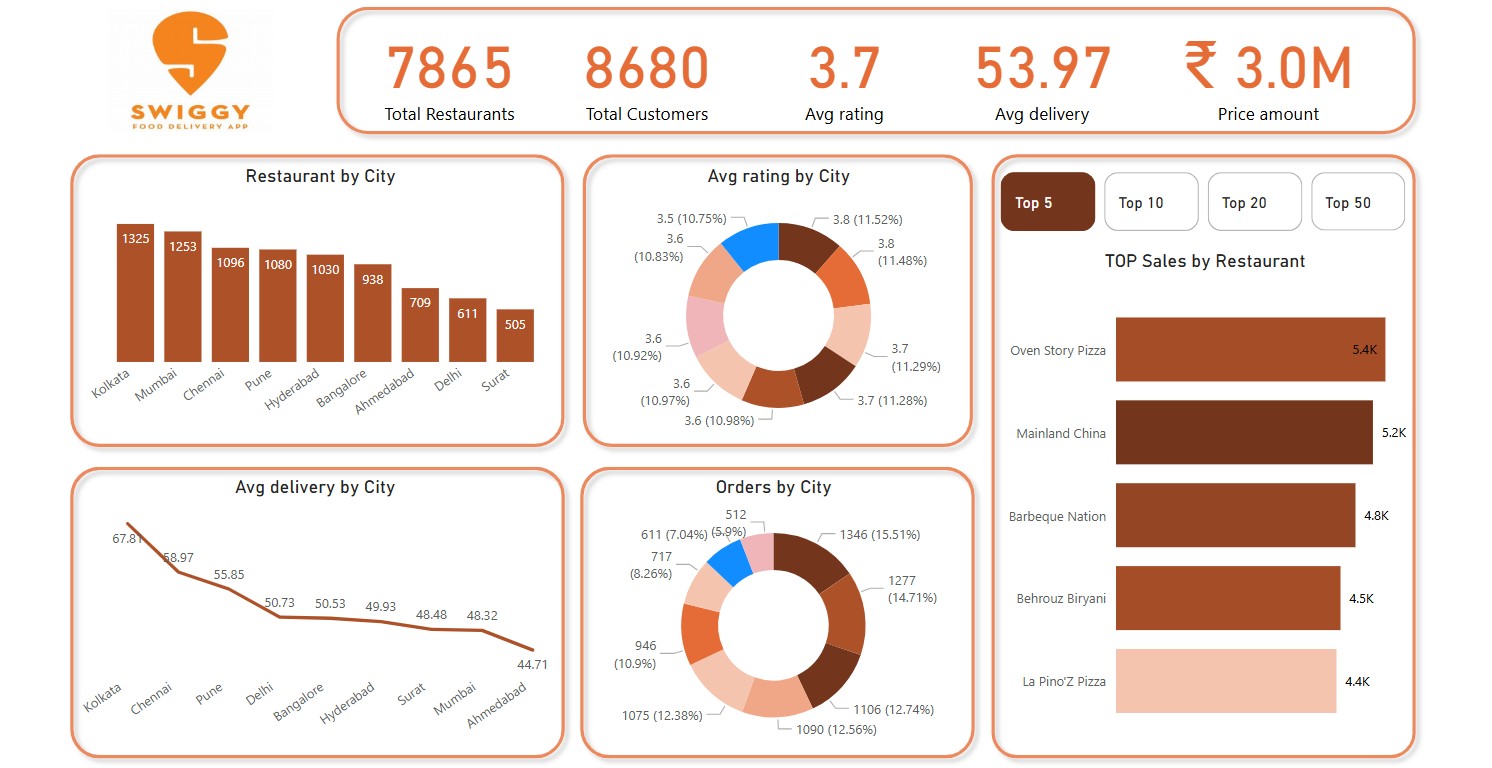 SWIGGY
FOOD DELIVERY APP
7865
Total Restaurants
8680
Total Customers
3.7
Avg rating
53.97
Avg delivery
₹ 3.0M
Price amount
Restaurant by City
1325
1253
1096
1080
1030
938
709
611
505
Kolkata
Mumbai
Chennai
Pune
Hyderabad
Bangalore
Ahmedabad
Delhi
Surat
Avg rating by City
3.8 (11.52%)
3.8
(11.48%)
3.7
(11.29%)
3.7 (11.28%)
3.6 (10.98%)
3.6
(10.97%)
3.6
(10.92%)
3.6
(10.83%)
3.5 (10.75%)
Top 5
Top 10
Top 20
Top 50
TOP Sales by Restaurant
Oven Story Pizza
5.4K
Mainland China
5.2K
Barbeque Nation
4.8K
Behrouz Biryani
4.5K
La Pino'Z Pizza
4.4K
Avg delivery by City
67.81
58.97
55.85
50.73
50.53
49.93
48.48
48.32
44.71
Kolkata
Chennai
Pune
Delhi
Bangalore
Hyderabad
Surat
Mumbai
Ahmedabad
Orders by City
1346 (15.51%)
1277
(14.71%)
1106 (12.74%)
1090 (12.56%)
1075 (12.38%)
946
(10.9%)
717
(8.26%)
611 (7.04%)
512
(5.9%)